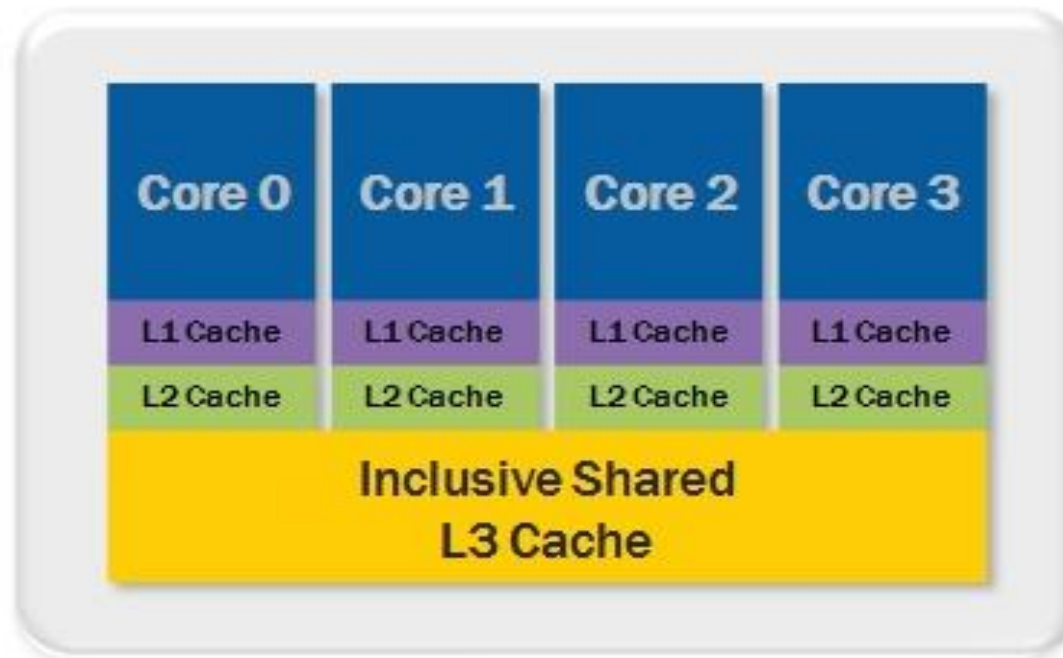 Core 0
Core 1
Core 2
Core 3
L1 Cache
L1 Cache
L1 Cache
L1 Cache
L2 Cache
L2 Cache
L2 Cache
L2 Cache
Inclusive Shared
L3 Cache